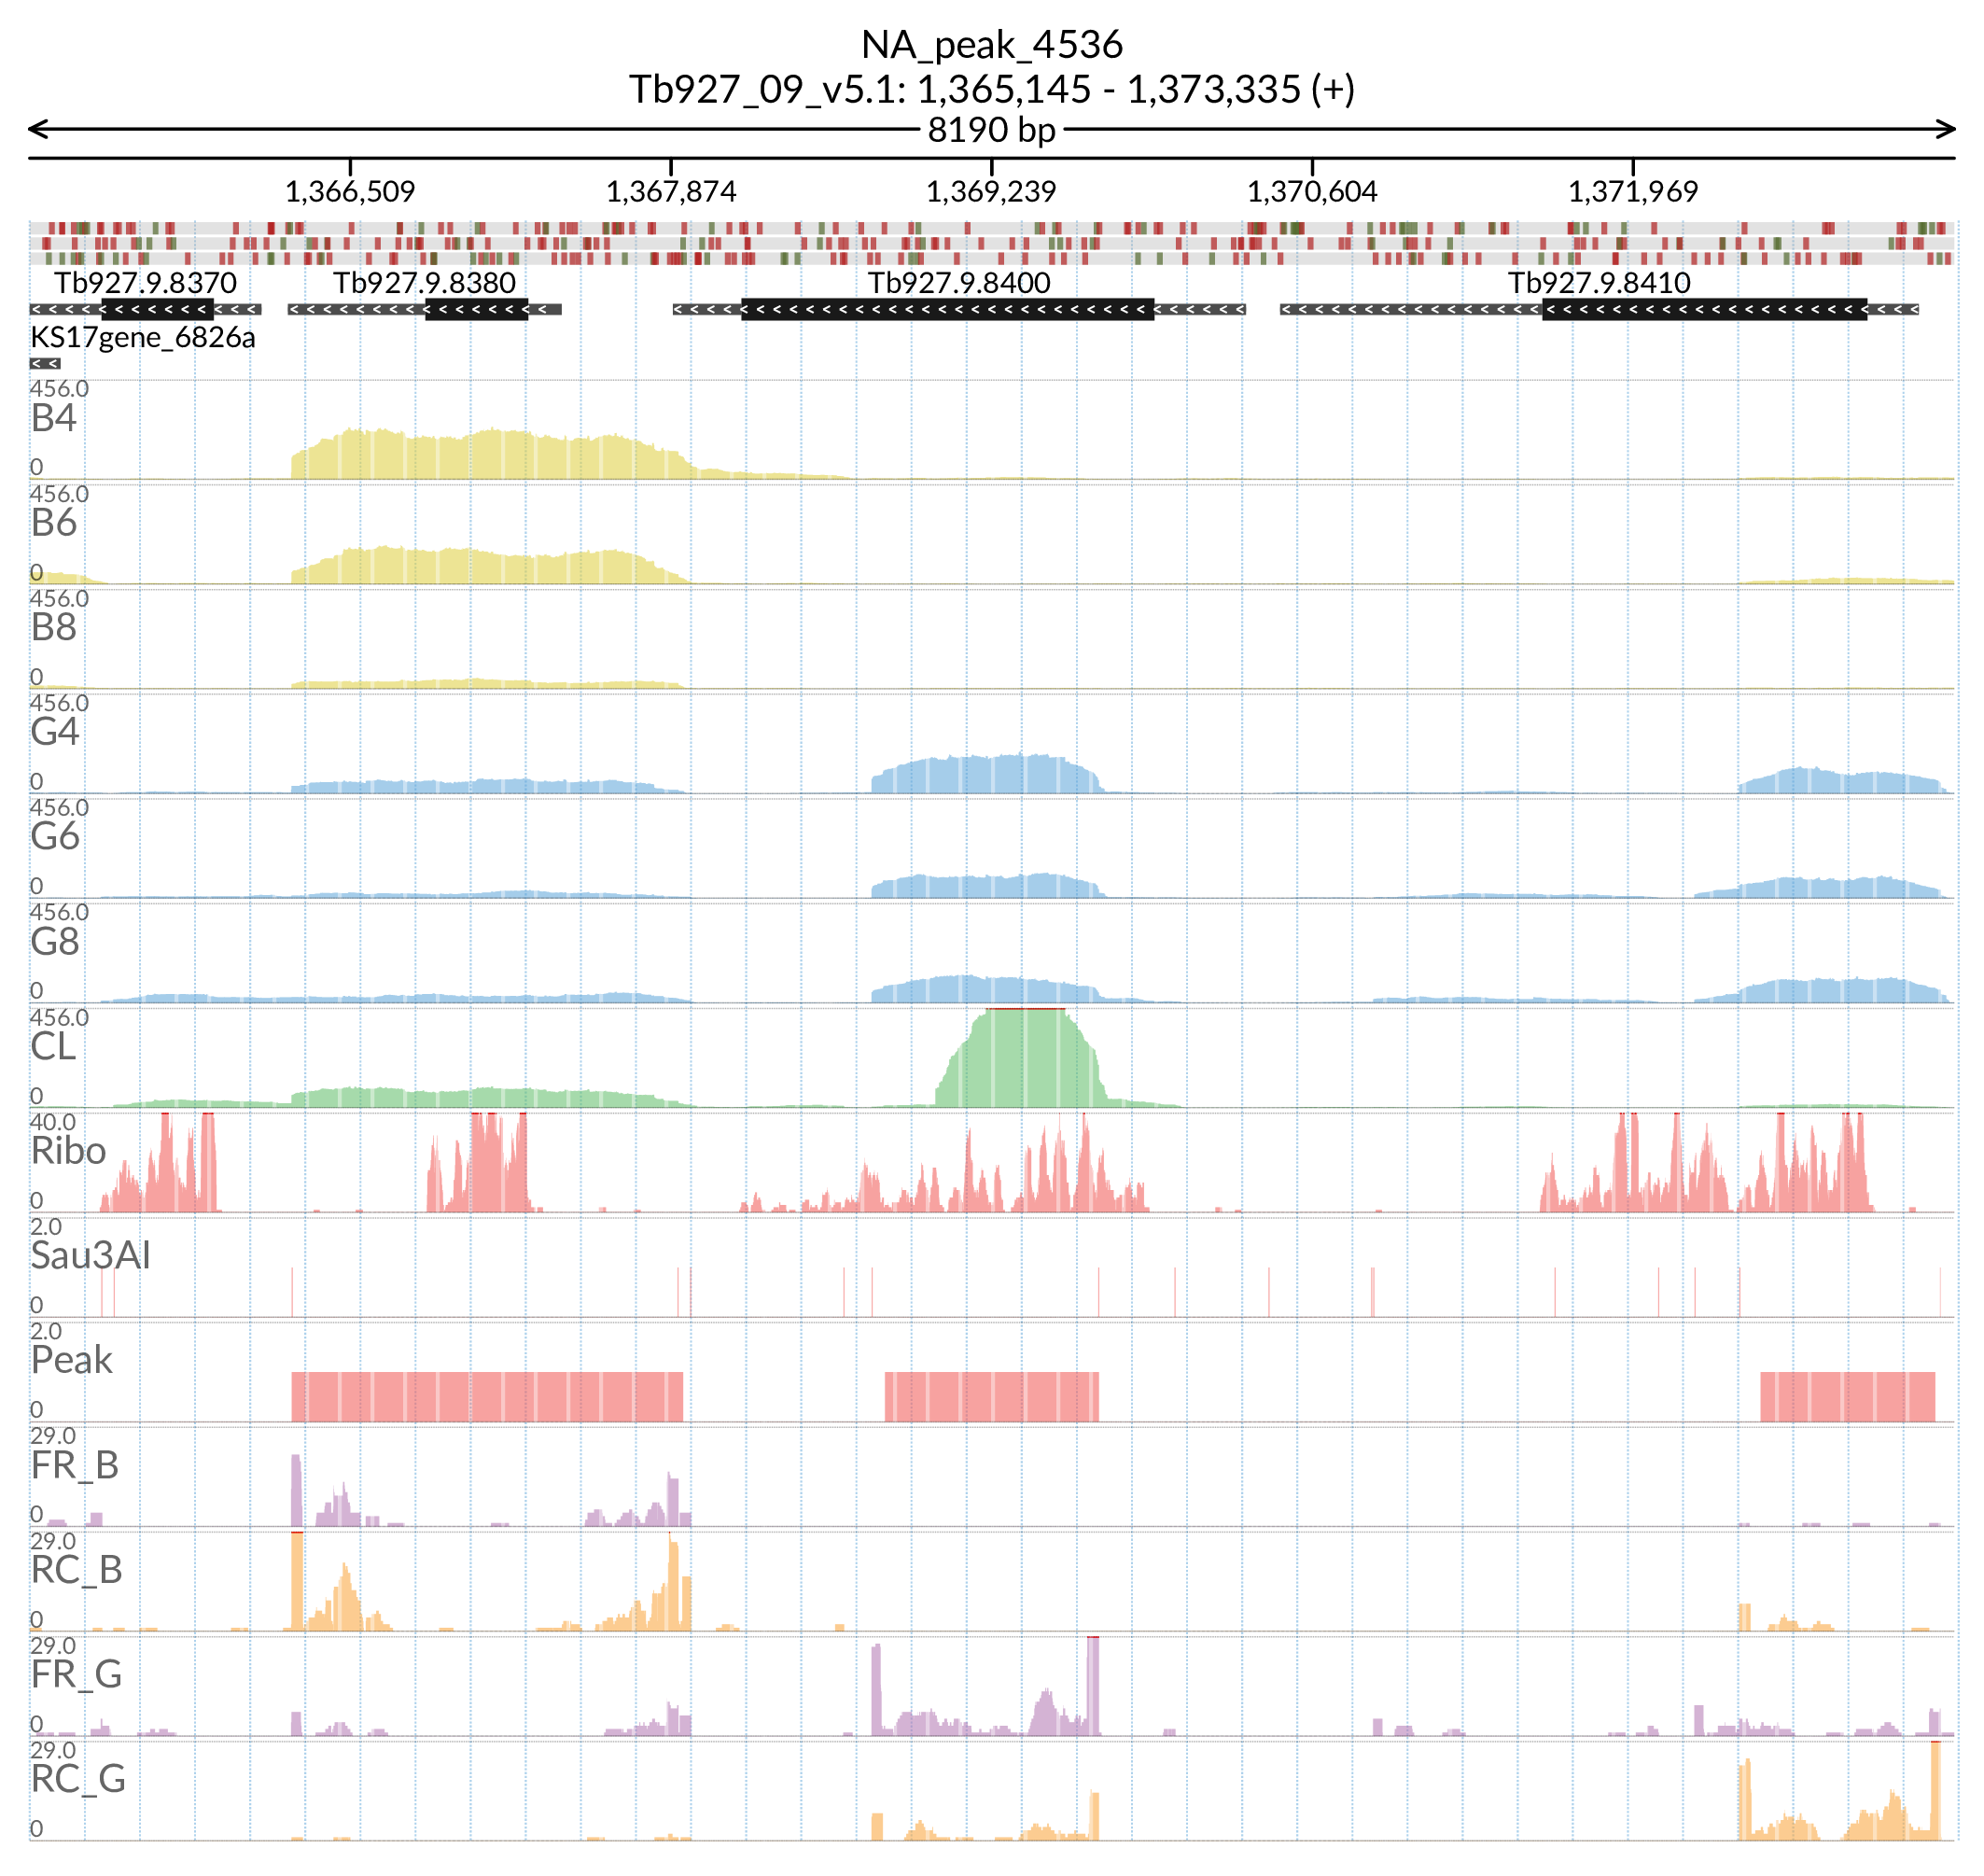 NA_peak_4536
Tb927_09_v5.1: 1,365,145 - 1,373,335 (+)
8190 bp
1,366,509 1,367,874 1,369,239 1,370,604 1,371,969
Tb927.9.8370 Tb927.9.8380 Tb927.9.8400 Tb927.9.8410
KS17gene_6826a
456.0
B4
0
456.0
B6
0
456.0
B8
0
456.0
G4
0
456.0
G6
0
456.0
G8
0
456.0
CL
0
40.0
Ribo
0
2.0
Sau3AI
0
2.0
Peak
0
29.0
FR_B
0
29.0
RC_B
0
29.0
FR_G
0
29.0
RC_G
0